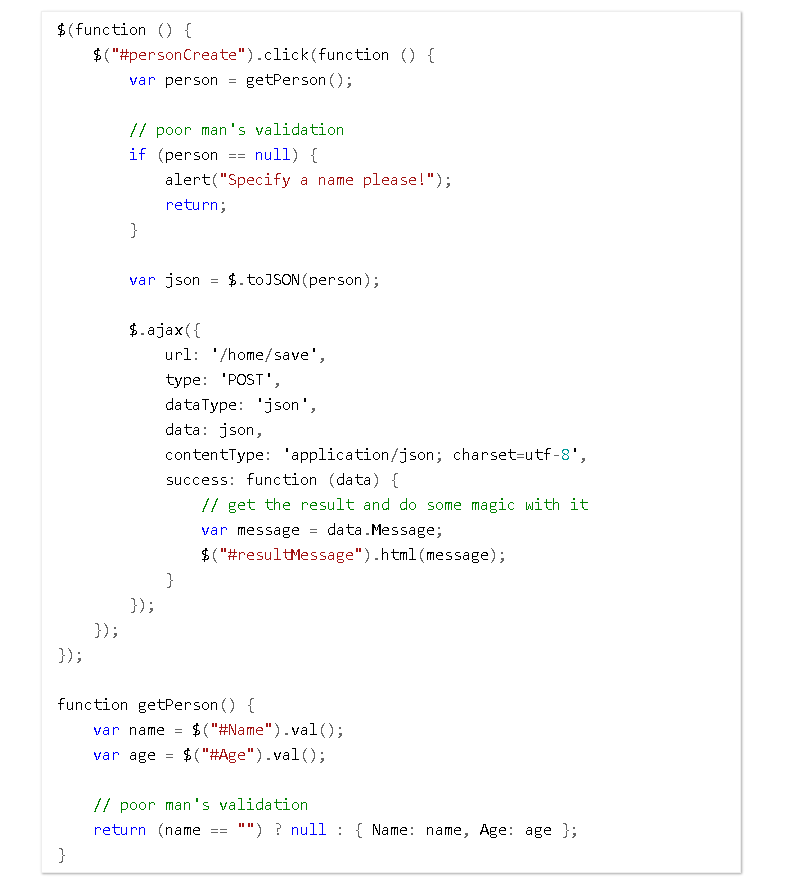 $(function () {
    $("#personCreate").click(function () {
        var person = getPerson();

        // poor man's validation
        if (person == null) {
            alert("Specify a name please!");
            return;
        }

        var json = $.toJSON(person);

        $.ajax({
            url: '/home/save',
            type: 'POST',
            dataType: 'json',
            data: json,
            contentType: 'application/json; charset=utf-8',
            success: function (data) {
                // get the result and do some magic with it
                var message = data.Message;
                $("#resultMessage").html(message);
            }
        });
    });
});

function getPerson() {
    var name = $("#Name").val();
    var age = $("#Age").val();

    // poor man's validation
    return (name == "") ? null : { Name: name, Age: age };
}